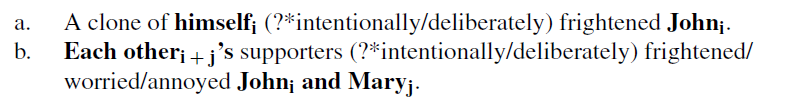 a. A clone of himselfᵢ (?*intentionally/deliberately) frightened Johnᵢ.
b. Each otherᵢ₊ⱼ's supporters (?*intentionally/deliberately) frightened/
worried/annoyed Johnᵢ and Maryⱼ.